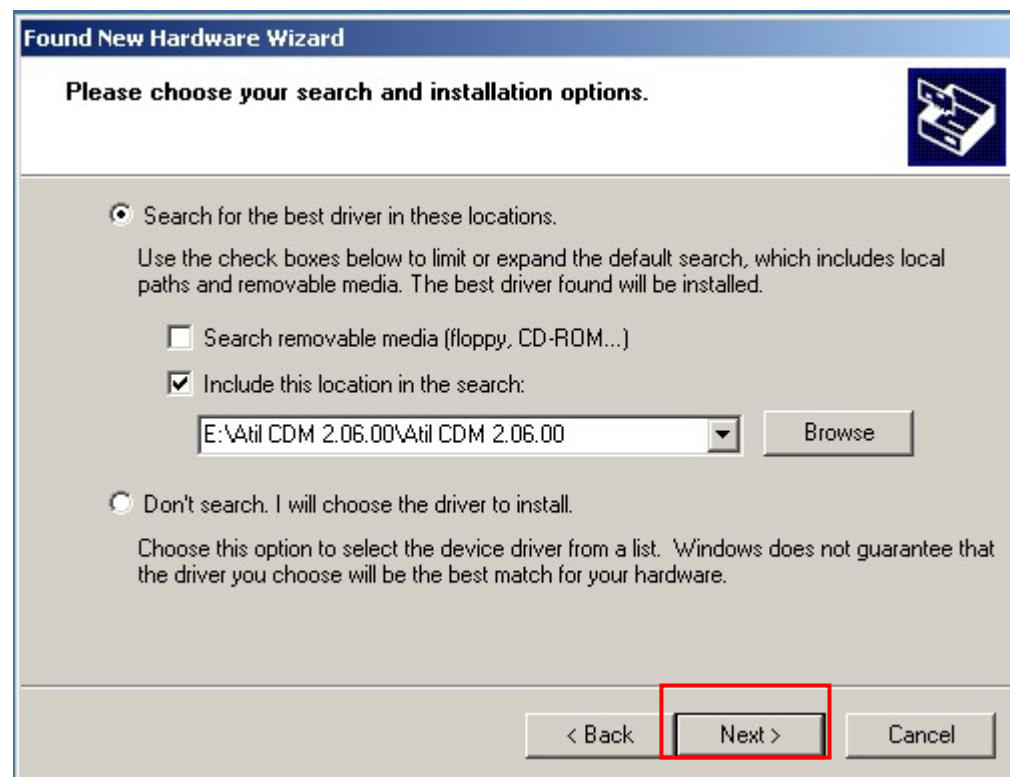 Found New Hardware Wizard
Please choose your search and installation options.
Search for the best driver in these locations.
Use the check boxes below to limit or expand the default search, which includes local
paths and removable media. The best driver found will be installed.
Search removable media (floppy, CD-ROM...)
Include this location in the search:
E:\Atil CDM 2.06.00\Atil CDM 2.06.00
Browse
Don't search. I will choose the driver to install.
Choose this option to select the device driver from a list.  Windows does not guarantee that
the driver you choose will be the best match for your hardware.
< Back Next > Cancel